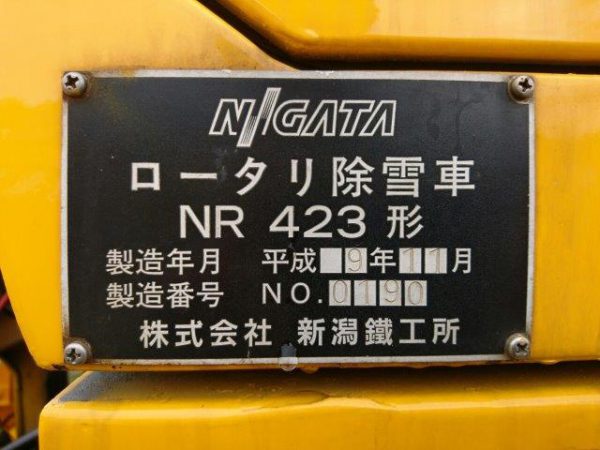 NIIGATA
ロータリ除雪車
NR 423 形
製造年月 平成 9年11月
製造番号 NO.0190
株式会社 新潟鐵工所